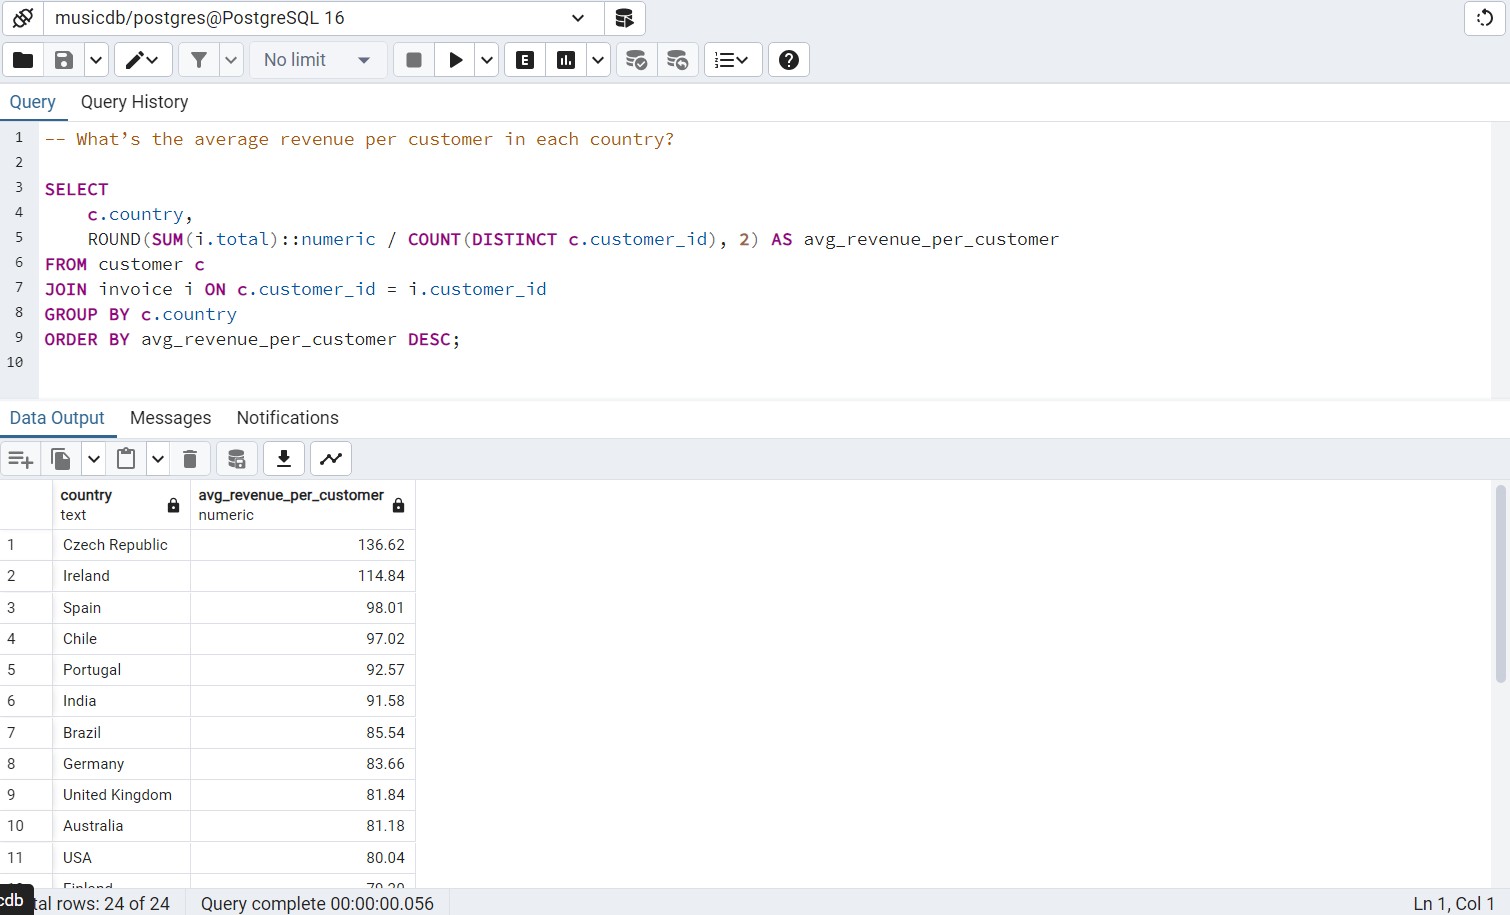 musicdb/postgres@PostgreSQL 16
No limit
E
Query Query History
1 -- What’s the average revenue per customer in each country?
2
3 SELECT
4 c.country,
5 ROUND(SUM(i.total)::numeric / COUNT(DISTINCT c.customer_id), 2) AS avg_revenue_per_customer
6 FROM customer c
7 JOIN invoice i ON c.customer_id = i.customer_id
8 GROUP BY c.country
9 ORDER BY avg_revenue_per_customer DESC;
10
Data Output Messages Notifications
country avg_revenue_per_customer
text numeric
1 Czech Republic 136.62
2 Ireland 114.84
3 Spain 98.01
4 Chile 97.02
5 Portugal 92.57
6 India 91.58
7 Brazil 85.54
8 Germany 83.66
9 United Kingdom 81.84
10 Australia 81.18
11 USA 80.04
cdb tal rows: 24 of 24 Query complete 00:00:00.056 Ln 1, Col 1